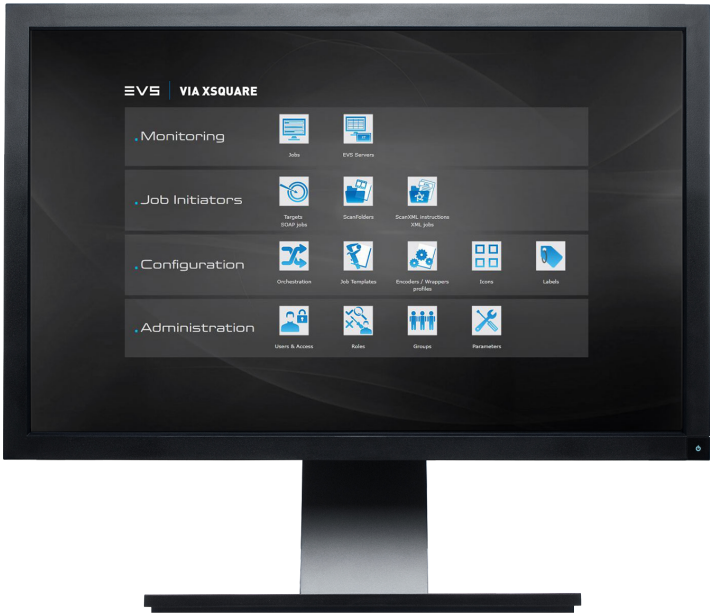 EVS VIA XSQUARE
Monitoring
Jobs
EVS Servers
Job Initiators
Targets
SOAP jobs
ScanFolders
ScanXML instructions
XML jobs
Configuration
Orchestration
Job Templates
Encoders / Wrappers
profiles
Icons
Labels
Administration
Users & Access
Roles
Groups
Parameters